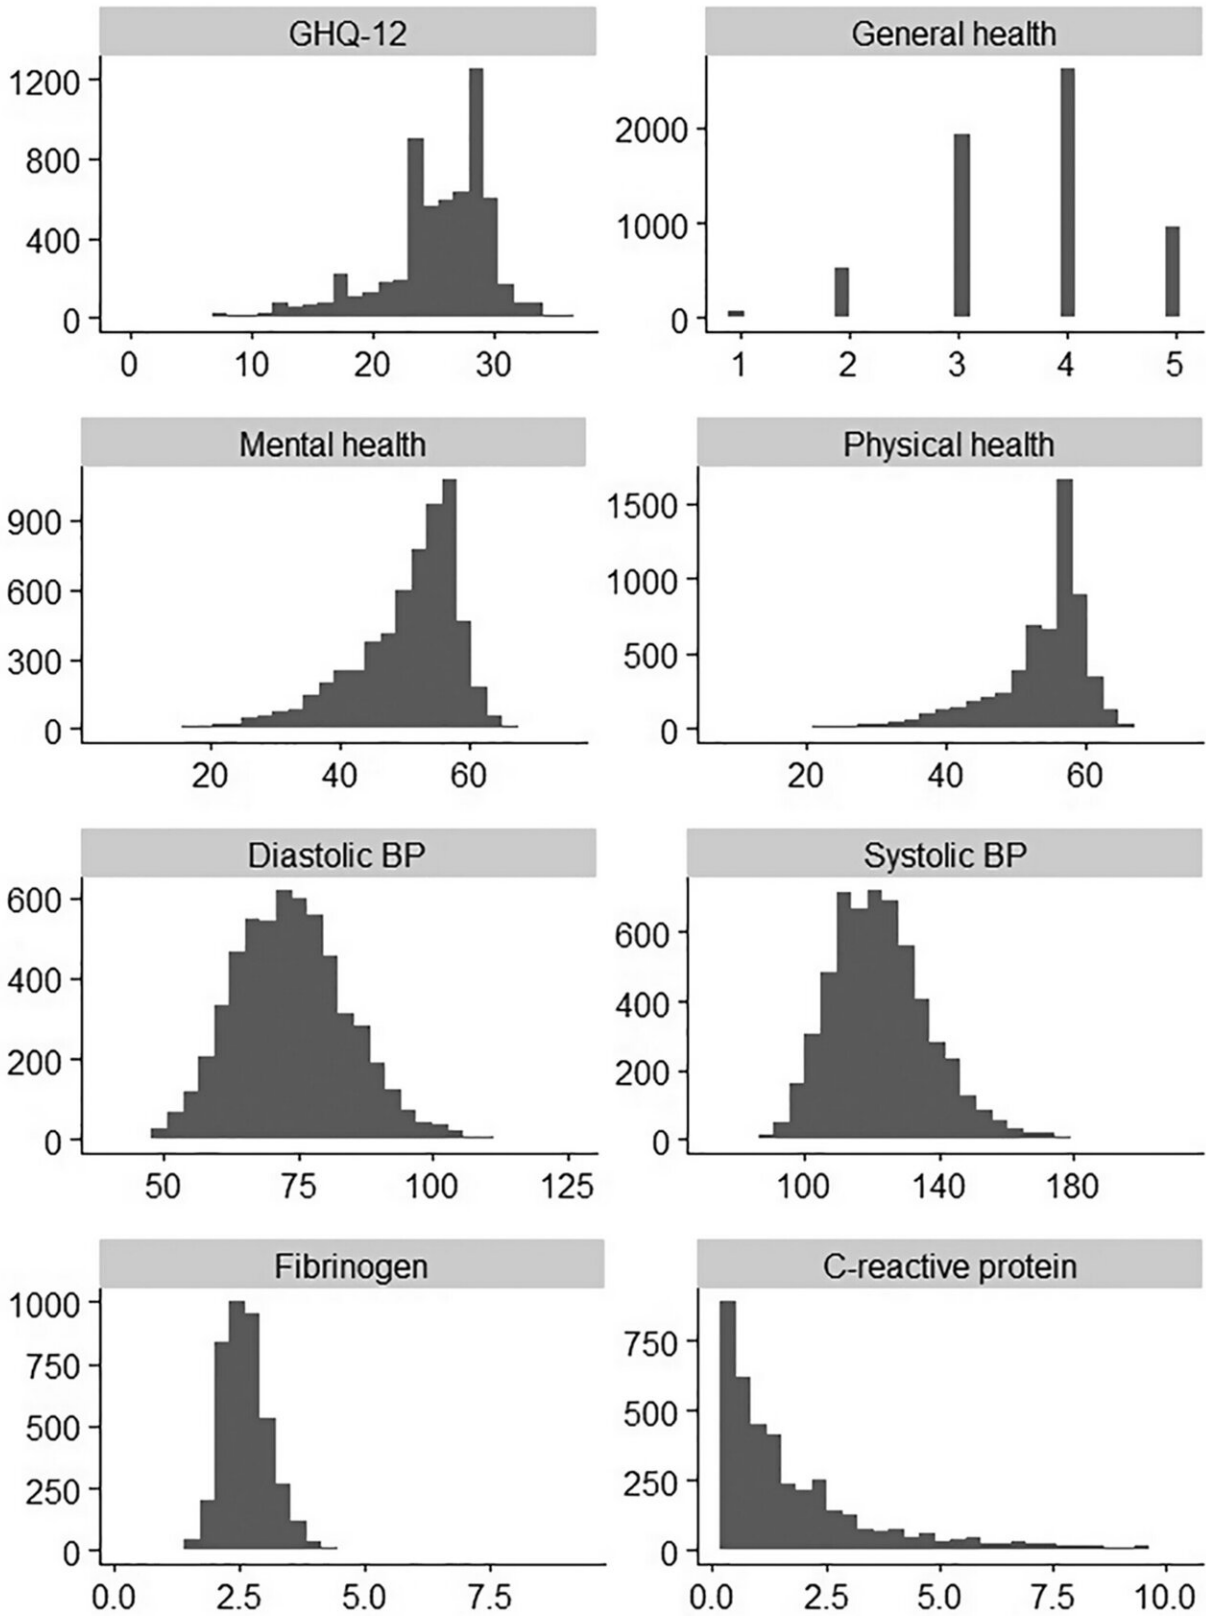 GHQ-12
1200
800
400
0
0 10 20 30
General health
2000
1000
0
1 2 3 4 5
Mental health
900
600
300
0
20 40 60
Physical health
1500
1000
500
0
20 40 60
Diastolic BP
600
400
200
0
50 75 100 125
Systolic BP
600
400
200
0
100 140 180
Fibrinogen
1000
750
500
250
0
0.0 2.5 5.0 7.5
C-reactive protein
750
500
250
0
0.0 2.5 5.0 7.5 10.0